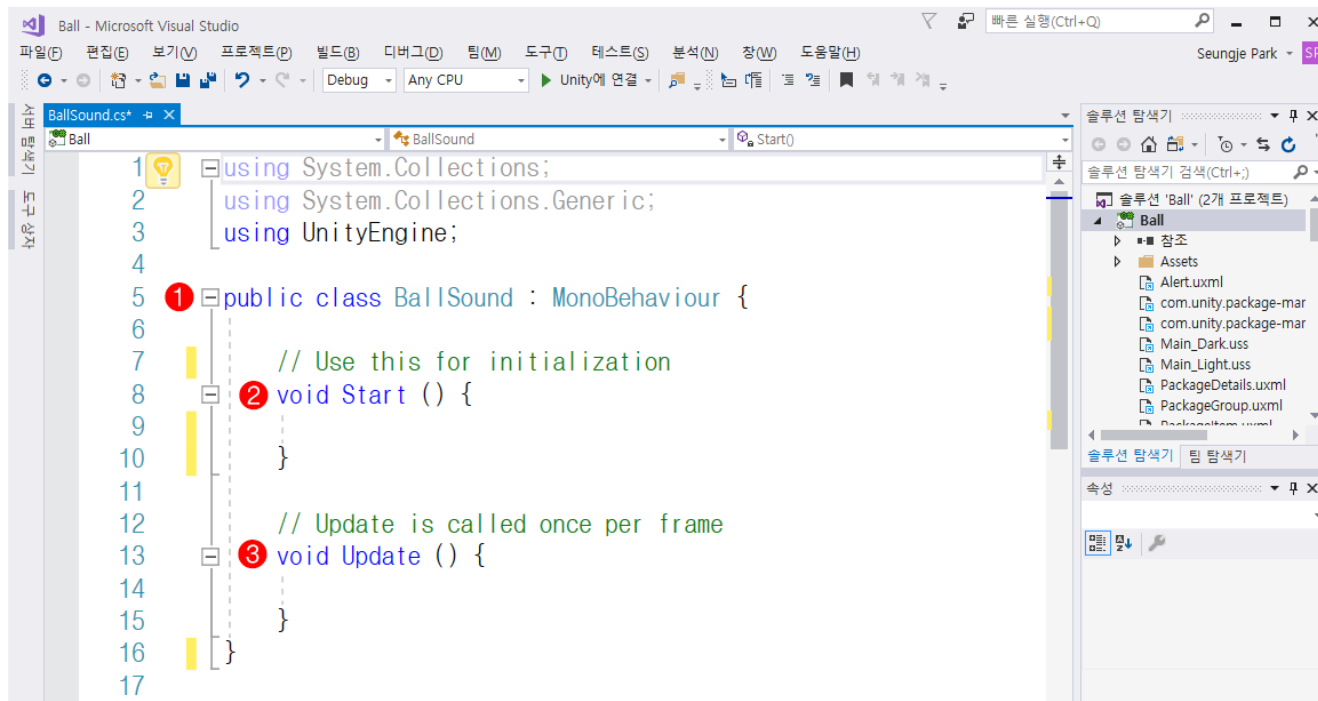 Ball - Microsoft Visual Studio
빠른 실행(Ctrl+Q)
파일(F) 편집(E) 보기(V) 프로젝트(P) 빌드(B) 디버그(D) 팀(M) 도구(T) 테스트(S) 분석(N) 창(W) 도움말(H)
Seungje Park
SP
Debug
Any CPU
Unity에 연결
서버 탐색기
도구 상자
BallSound.cs*
Ball
BallSound
Start()
1 using System.Collections;
2 using System.Collections.Generic;
3 using UnityEngine;
4
5 1 public class BallSound : MonoBehaviour {
6
7 // Use this for initialization
8 2 void Start () {
9
10 }
11
12 // Update is called once per frame
13 3 void Update () {
14
15 }
16 }
17
솔루션 탐색기
솔루션 탐색기 검색(Ctrl+;)
솔루션 'Ball' (2개 프로젝트)
Ball
참조
Assets
Alert.uxml
com.unity.package-mar
com.unity.package-mar
Main_Dark.uss
Main_Light.uss
PackageDetails.uxml
PackageGroup.uxml
솔루션 탐색기 팀 탐색기
속성